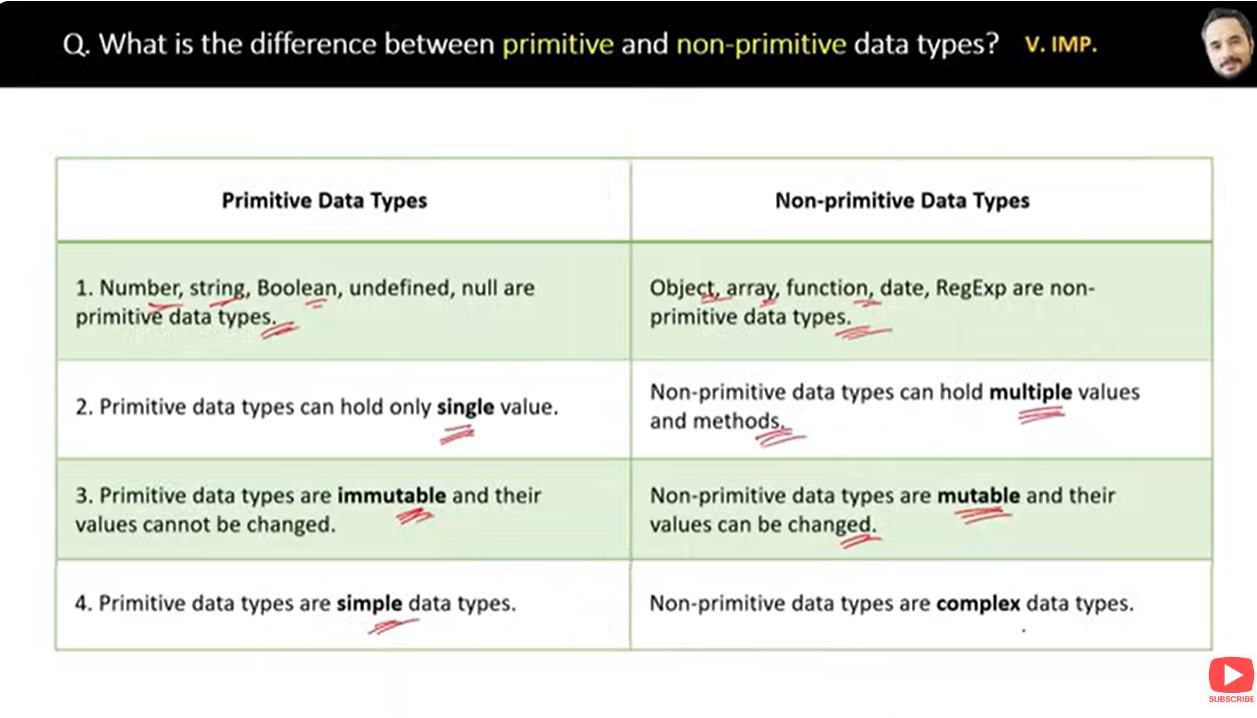 Q. What is the difference between primitive and non-primitive data types? V. IMP.
Primitive Data Types
Non-primitive Data Types
1. Number, string, Boolean, undefined, null are
primitive data types.
Object, array, function, date, RegExp are non-
primitive data types.
2. Primitive data types can hold only single value.
Non-primitive data types can hold multiple values
and methods.
3. Primitive data types are immutable and their
values cannot be changed.
Non-primitive data types are mutable and their
values can be changed.
4. Primitive data types are simple data types.
Non-primitive data types are complex data types.
SUBSCRIBE